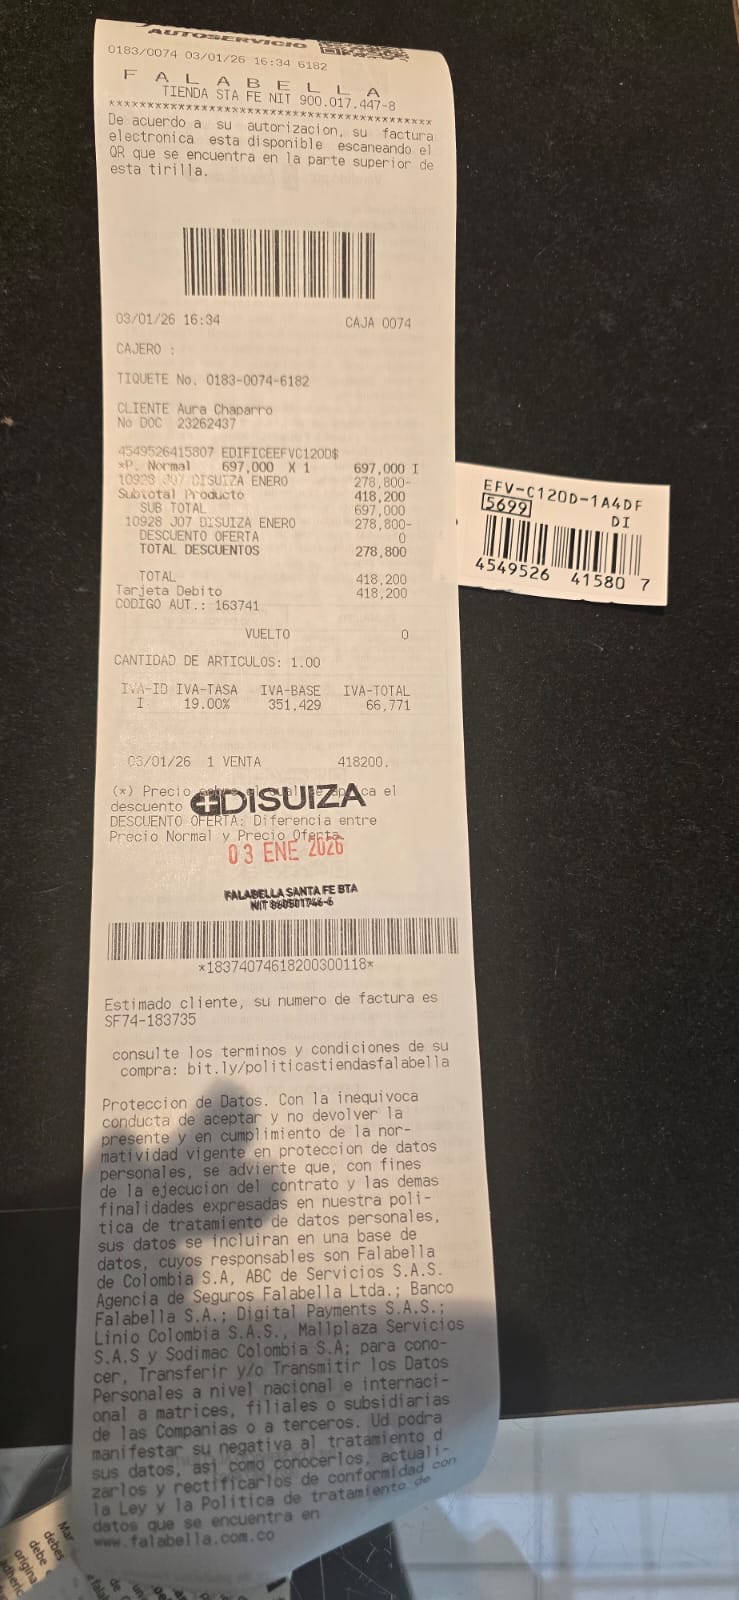 AUTOSERVICIO
0183/0074 03/01/26 16:34 6182
F A L A B E L L A
TIENDA STA FE NIT 900.017.447-8
De acuerdo a su autorizacion, su factura
electronica esta disponible escaneando el
QR que se encuentra en la parte superior de
esta tirilla.
03/01/26 16:34 CAJA 0074
CAJERO :
TIQUETE No. 0183-0074-6182
CLIENTE Aura Chaparro
No DOC 23262437
4549526415807 EDIFICEEFVC120D$
*P. Normal 697,000 X 1 697,000 I
10928 J07 DISUIZA ENERO 278,800-
Subtotal Producto 418,200
SUB TOTAL 697,000
10928 J07 DISUIZA ENERO 278,800-
DESCUENTO OFERTA 0
TOTAL DESCUENTOS 278,800
TOTAL 418,200
Tarjeta Debito 418,200
CODIGO AUT.: 163741
VUELTO 0
CANTIDAD DE ARTICULOS: 1.00
IVA-ID IVA-TASA IVA-BASE IVA-TOTAL
I 19.00% 351,429 66,771
03/01/26 1 VENTA 418200.
(*) Precio sobre el cual se aplica el
descuento
DISUIZA
DESCUENTO OFERTA: Diferencia entre
Precio Normal y Precio Oferta.
03 ENE 2026
FALABELLA SANTA FE BTA
NIT 860501746-6
*18374074618200300118*
Estimado cliente, su numero de factura es
SF74-183735
consulte los terminos y condiciones de su
compra: bit.ly/politicastiendasfalabella
Proteccion de Datos. Con la inequivoca
conducta de aceptar y no devolver la
presente y en cumplimiento de la nor-
matividad vigente en proteccion de datos
personales, se advierte que, con fines
de la ejecucion del contrato y las demas
finalidades expresadas en nuestra poli-
tica de tratamiento de datos personales,
sus datos se incluiran en una base de
datos, cuyos responsables son Falabella
de Colombia S.A, ABC de Servicios S.A.S.
Agencia de Seguros Falabella Ltda.; Banco
Falabella S.A.; Digital Payments S.A.S.;
Linio Colombia S.A.S., Mallplaza Servicios
S.A.S y Sodimac Colombia S.A; para cono-
cer, Transferir y/o Transmitir los Datos
Personales a nivel nacional e internaci-
onal a matrices, filiales o subsidiarias
de las Companias o a terceros. Ud podra
manifestar su negativa al tratamiento d
sus datos, asi como conocerlos, actuali-
zarlos y rectificarlos de conformidad con
la Ley y la Politica de tratamiento de
datos que se encuentra en
www.falabella.com.co
EFV-C120D-1A4DF
5699 DI
4549526 41580 7
debes
debe
origina